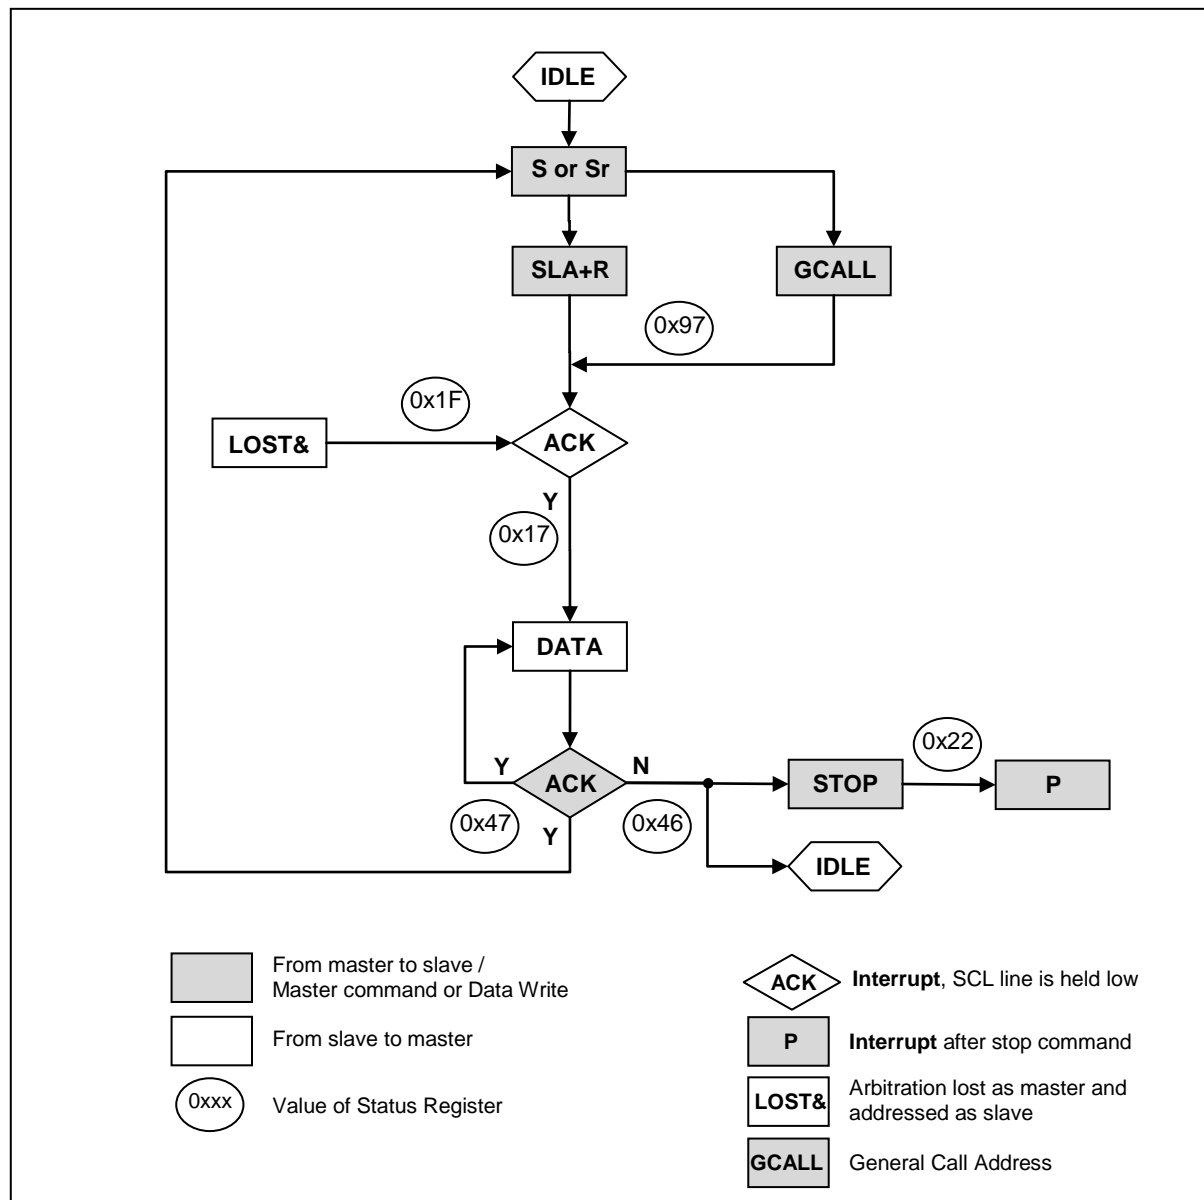 IDLE
S or Sr
SLA+R
GCALL
0x97
0x1F
LOST&
ACK
Y
0x17
DATA
0x22
Y
ACK
N
STOP
P
0x47
Y
0x46
IDLE
From master to slave /
Master command or Data Write
From slave to master
0xxx
Value of Status Register
ACK
Interrupt, SCL line is held low
P
Interrupt after stop command
LOST&
Arbitration lost as master and
addressed as slave
GCALL
General Call Address